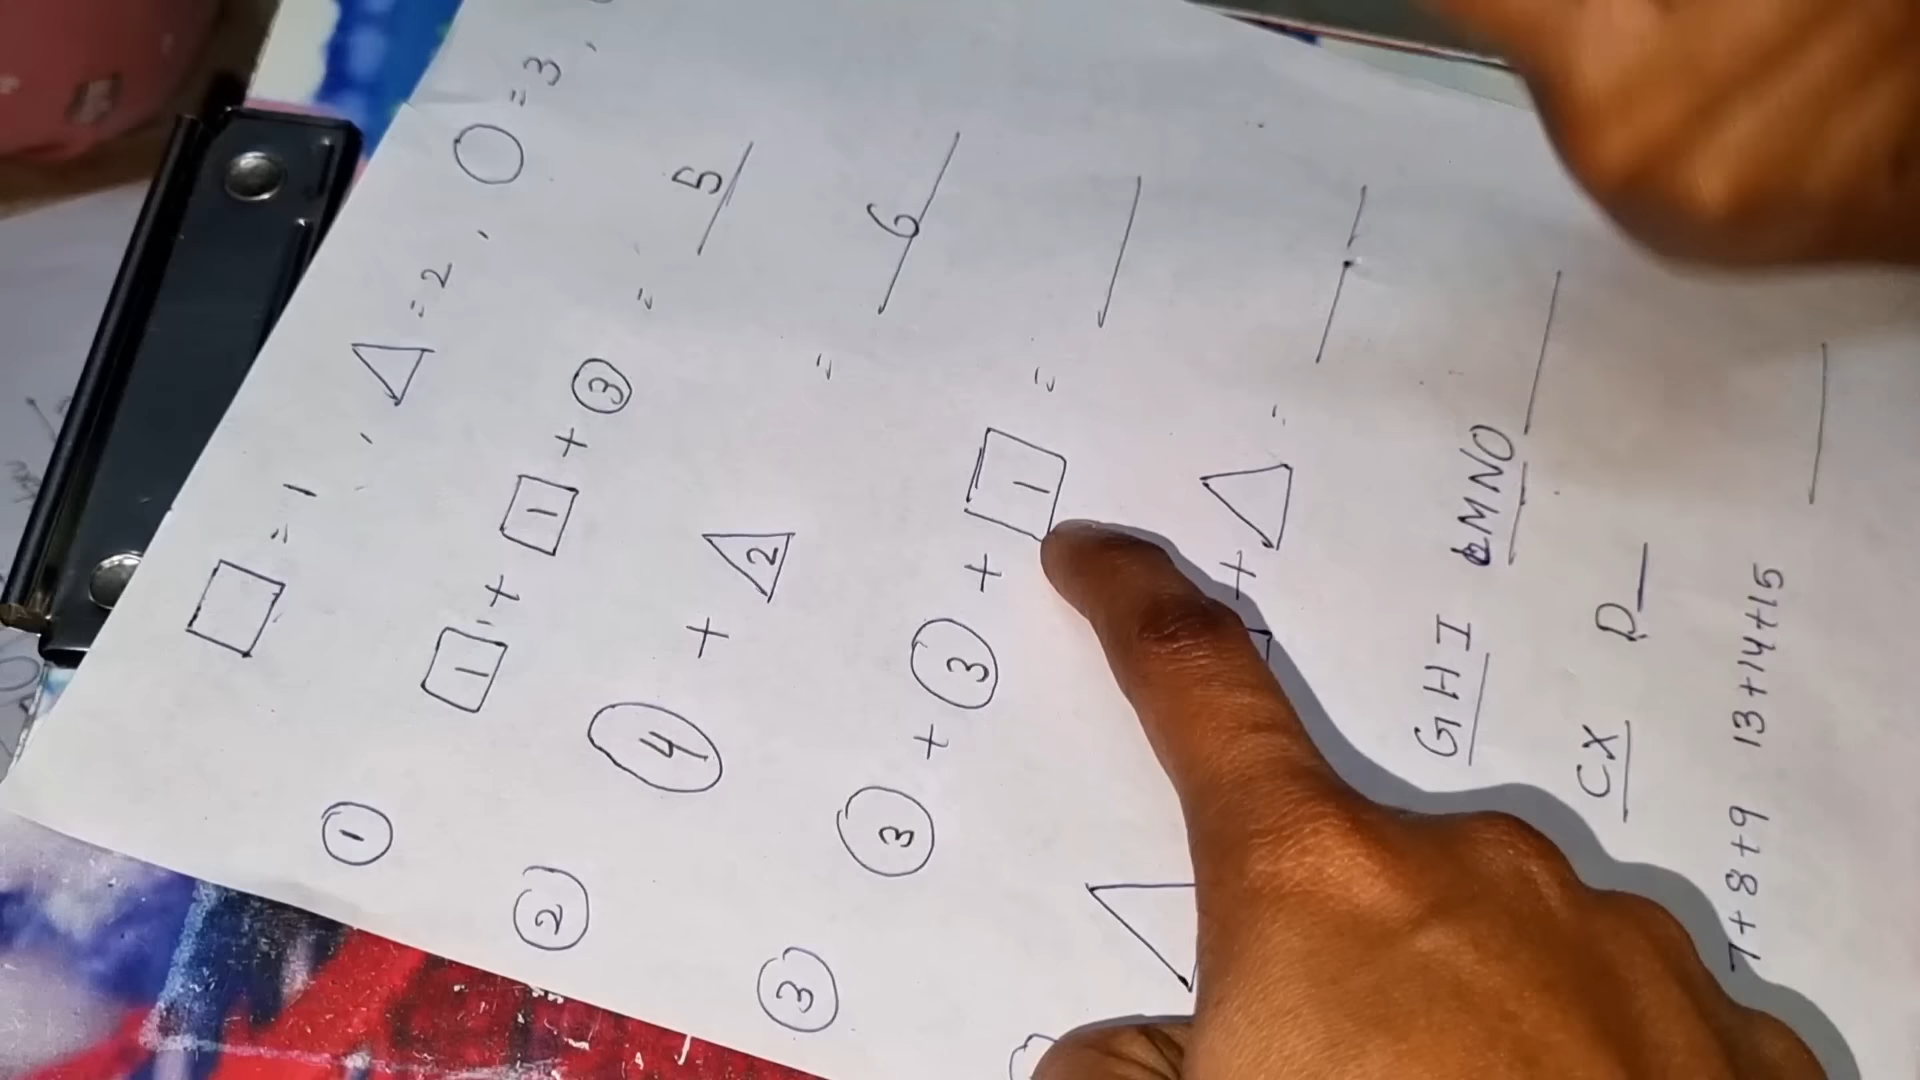 □ = 1 , △ = 2 , ○ = 3 ,
① 1 + 1 + 3 = 5
② 4 + 2 = 6
③ 3 + 3 + 1 =
+ △ =
GHI LMNO
CX D
7+8+9 13+14+15